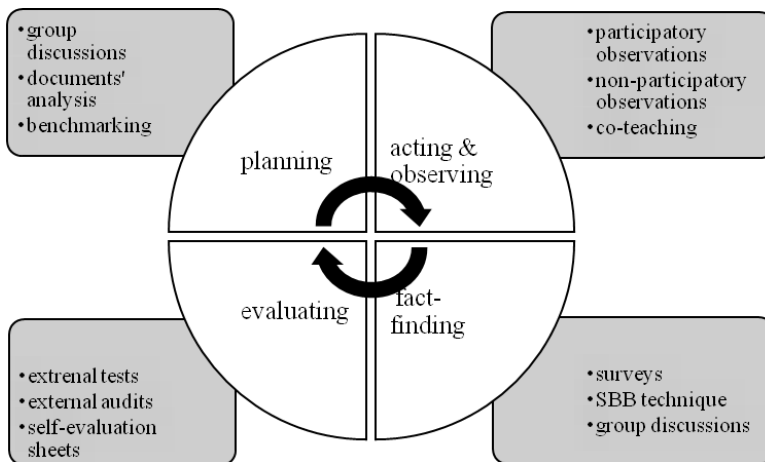 •group
discussions
•documents'
analysis
•benchmarking
•participatory
observations
•non-participatory
observations
•co-teaching
planning
acting &
observing
evaluating
fact-
finding
•extrenal tests
•external audits
•self-evaluation
sheets
•surveys
•SBB technique
•group discussions